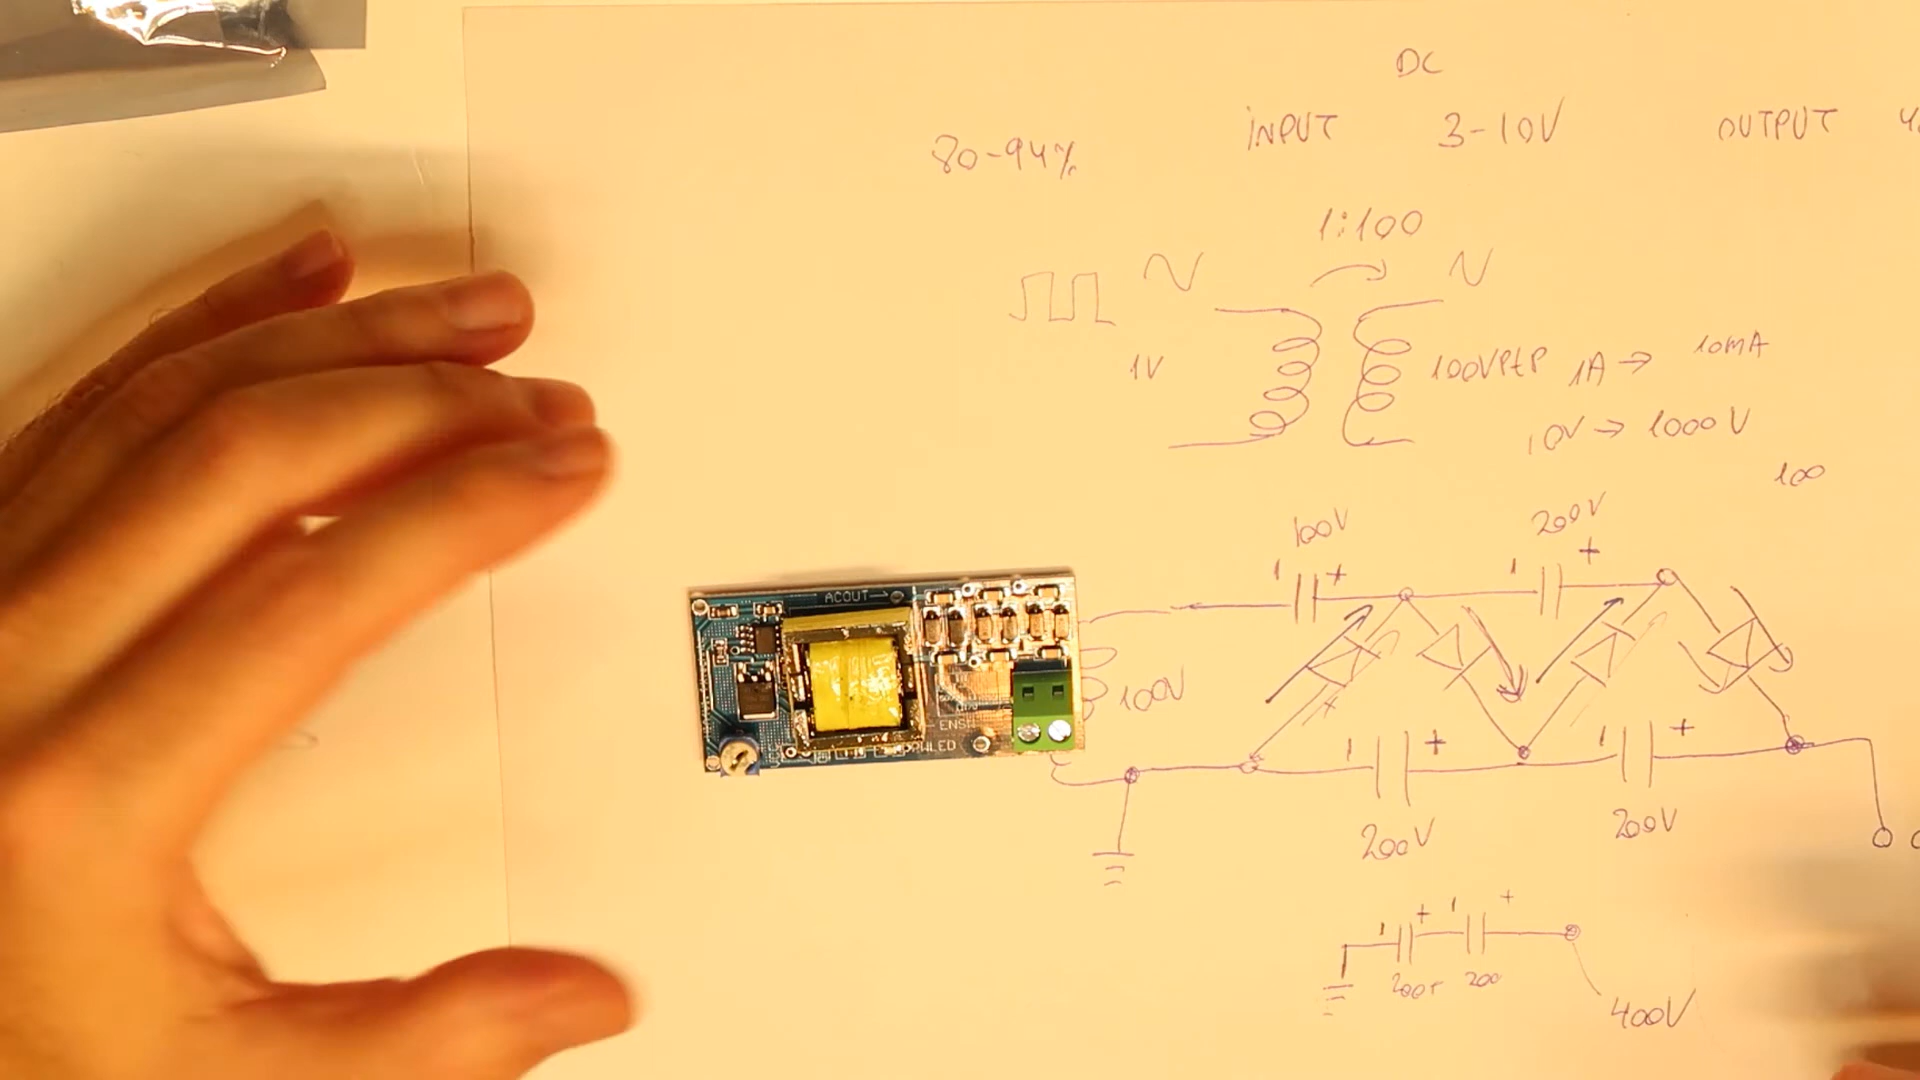 DC
INPUT 3-10V OUTPUT
80-94%
1:100
1V 100VPtP 1A → 10mA
10V → 1000V
100
100V 200V
+ +
ACOUT→
100V
+ +
200V 200V
+ +
200+ 200
400V